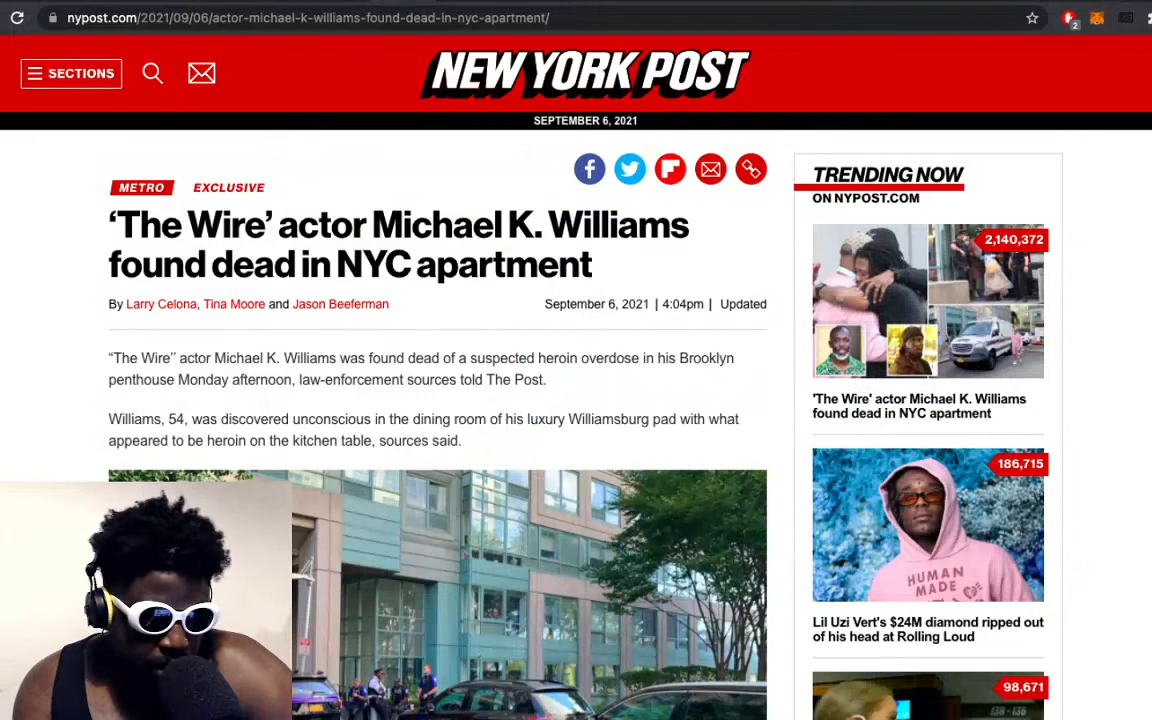 nypost.com/2021/09/06/actor-michael-k-williams-found-dead-in-nyc-apartment/
2
SECTIONS
NEW YORK POST
SEPTEMBER 6, 2021
METRO EXCLUSIVE
‘The Wire’ actor Michael K. Williams
found dead in NYC apartment
By Larry Celona, Tina Moore and Jason Beeferman
September 6, 2021 | 4:04pm | Updated
“The Wire” actor Michael K. Williams was found dead of a suspected heroin overdose in his Brooklyn
penthouse Monday afternoon, law-enforcement sources told The Post.
Williams, 54, was discovered unconscious in the dining room of his luxury Williamsburg pad with what
appeared to be heroin on the kitchen table, sources said.
TRENDING NOW
ON NYPOST.COM
2,140,372
'The Wire' actor Michael K. Williams
found dead in NYC apartment
186,715
HUMAN
MADE
Lil Uzi Vert's $24M diamond ripped out
of his head at Rolling Loud
98,671